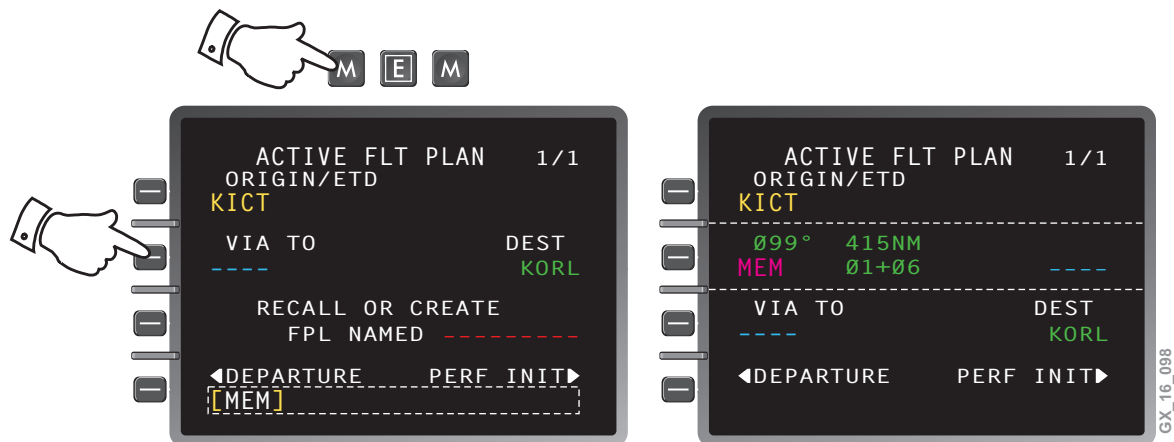 M E M
ACTIVE FLT PLAN 1/1
ORIGIN/ETD
KICT
VIA TO DEST
---- KORL
RECALL OR CREATE
FPL NAMED ---------
◀DEPARTURE PERF INIT▶
[MEM]
ACTIVE FLT PLAN 1/1
ORIGIN/ETD
KICT
Ø99° 415NM
MEM Ø1+Ø6 ----
VIA TO DEST
---- KORL
◀DEPARTURE PERF INIT▶
GX_16_098